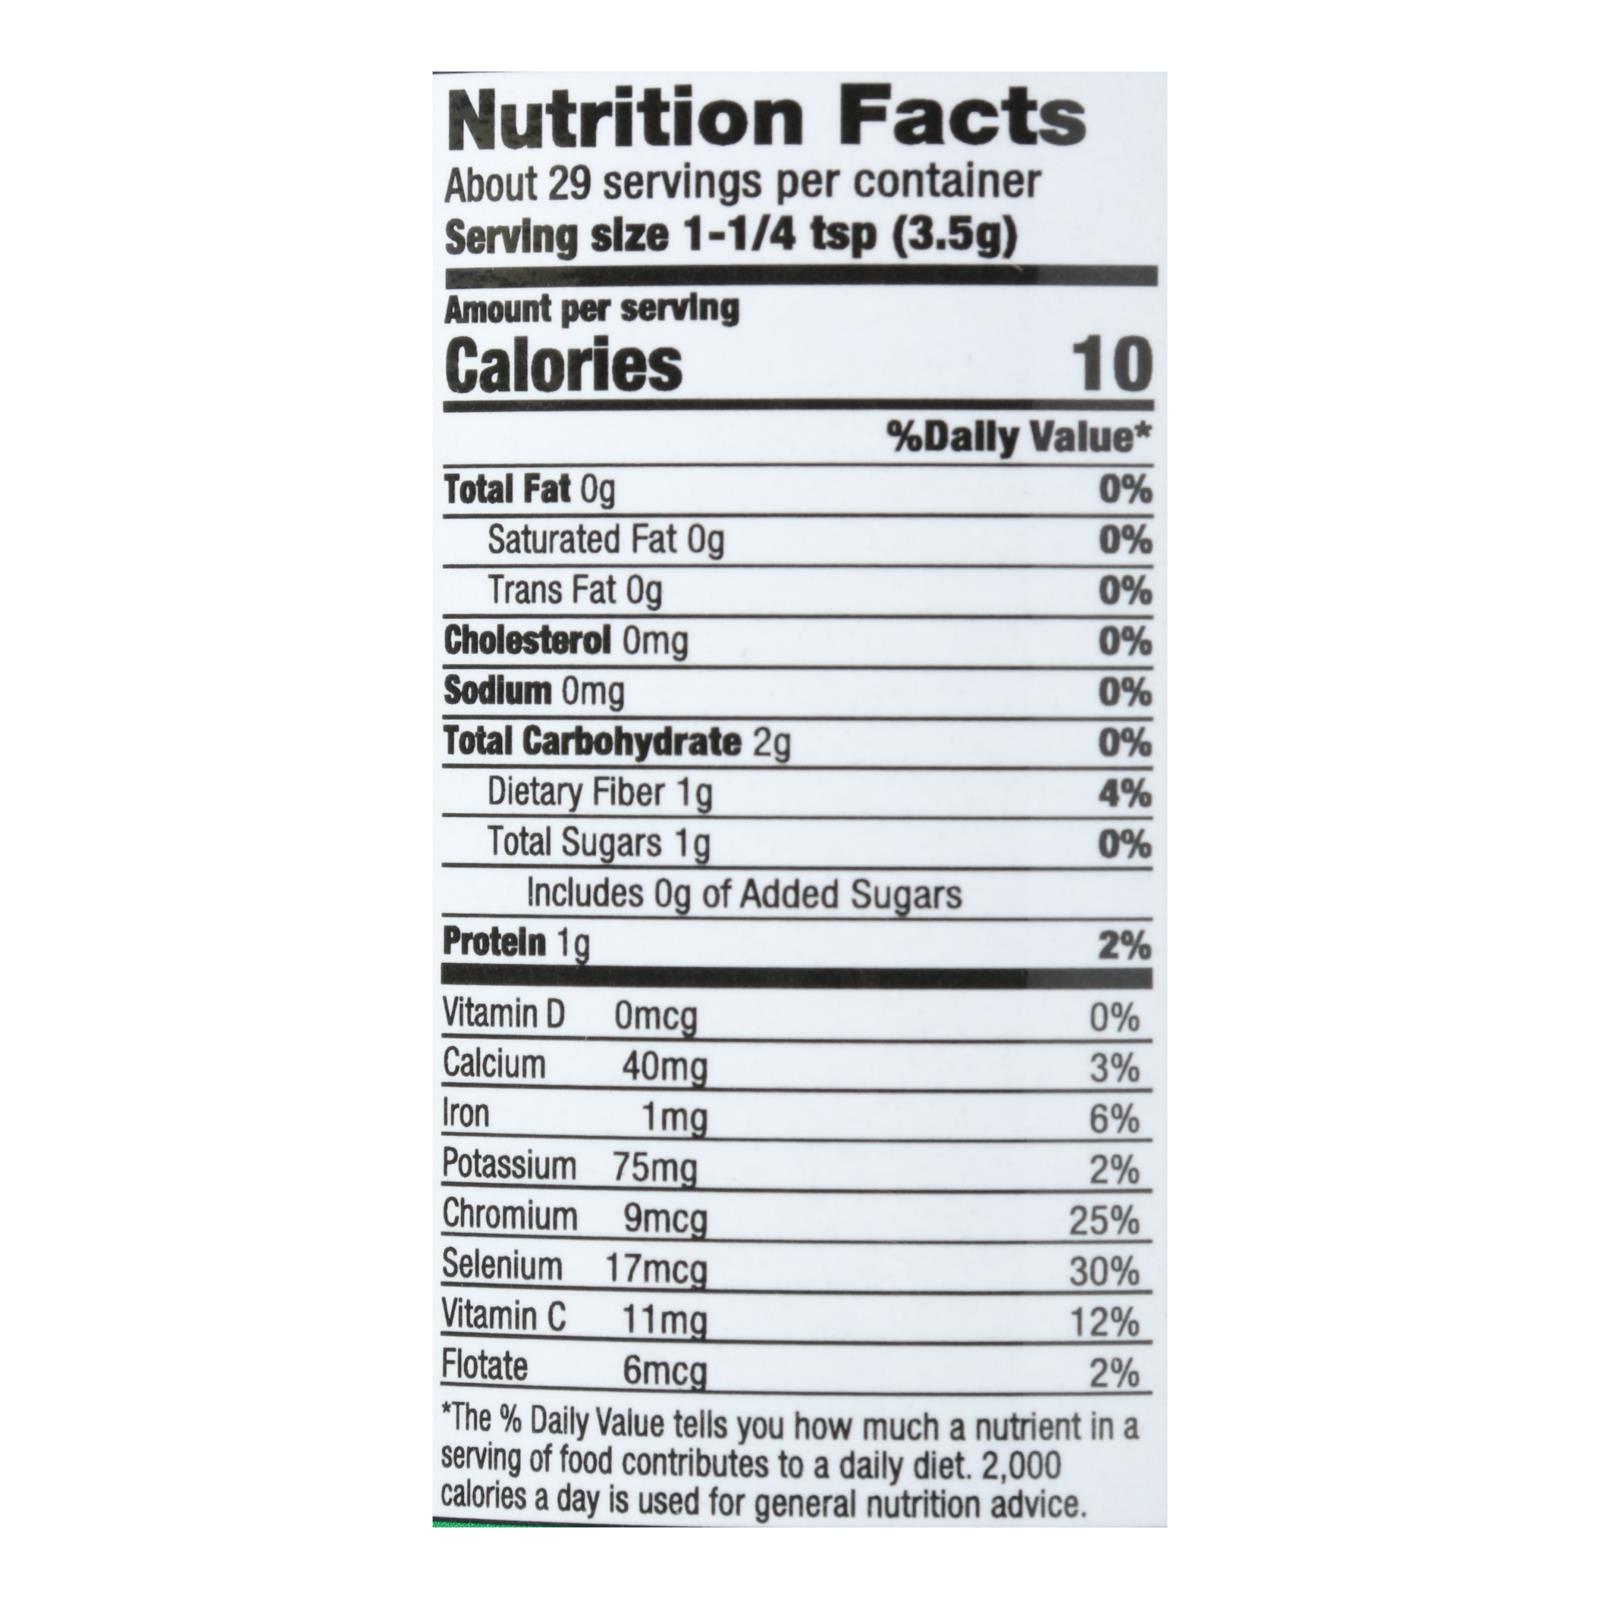 Nutrition Facts
About 29 servings per container
Serving size 1-1/4 tsp (3.5g)
Amount per serving
Calories 10
%Daily Value*
Total Fat 0g 0%
Saturated Fat 0g 0%
Trans Fat 0g 0%
Cholesterol 0mg 0%
Sodium 0mg 0%
Total Carbohydrate 2g 0%
Dietary Fiber 1g 4%
Total Sugars 1g 0%
Includes 0g of Added Sugars
Protein 1g 2%
Vitamin D 0mcg 0%
Calcium 40mg 3%
Iron 1mg 6%
Potassium 75mg 2%
Chromium 9mcg 25%
Selenium 17mcg 30%
Vitamin C 11mg 12%
Flotate 6mcg 2%
*The % Daily Value tells you how much a nutrient in a
serving of food contributes to a daily diet. 2,000
calories a day is used for general nutrition advice.